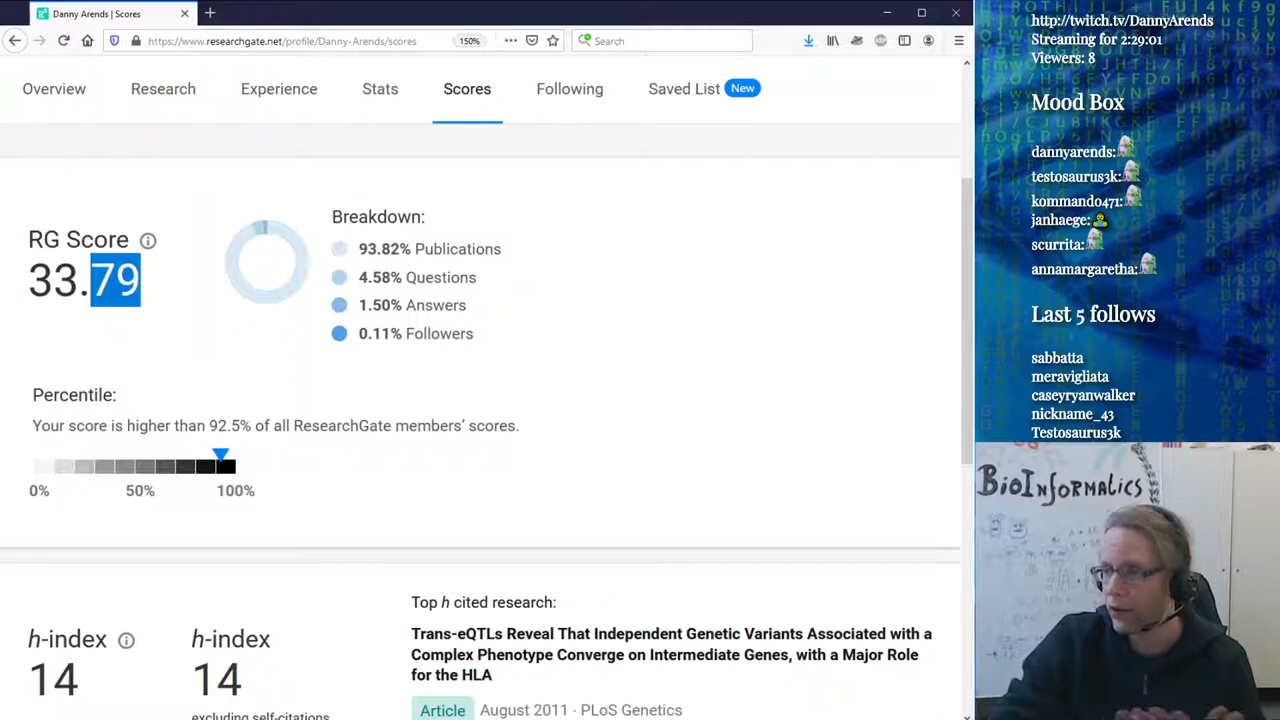 Danny Arends | Scores
https://www.researchgate.net/profile/Danny-Arends/scores
150%
Search
Overview
Research
Experience
Stats
Scores
Following
Saved List New
RG Score
33.79
Breakdown:
93.82% Publications
4.58% Questions
1.50% Answers
0.11% Followers
Percentile:
Your score is higher than 92.5% of all ResearchGate members' scores.
0%
50%
100%
h-index
14
h-index
14
excluding self-citations
Top h cited research:
Trans-eQTLs Reveal That Independent Genetic Variants Associated with a
Complex Phenotype Converge on Intermediate Genes, with a Major Role
for the HLA
Article August 2011 · PLoS Genetics
http://twitch.tv/DannyArends
Streaming for 2:29:01
Viewers: 8
Mood Box
dannyarends:
testosaurus3k:
kommando471:
janhaege:
scurrita:
annamargaretha:
Last 5 follows
sabbatta
meravigliata
caseyryanwalker
nickname_43
Testosaurus3k
BioInformatics